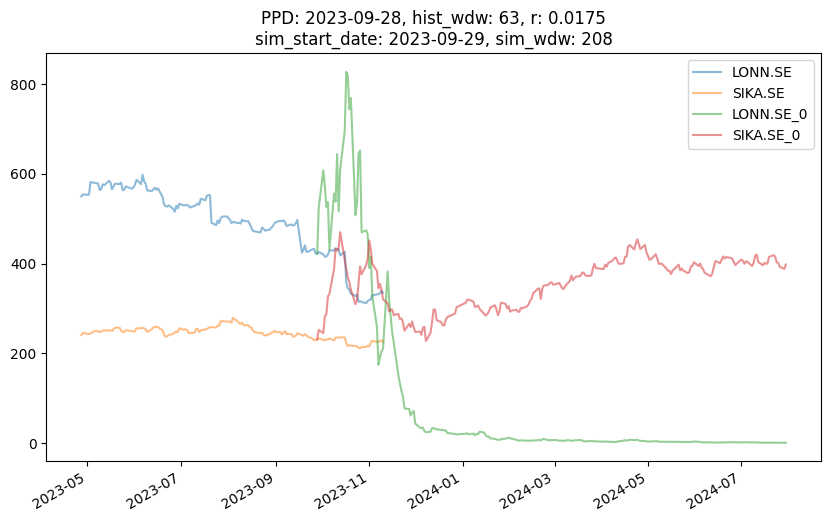 PPD: 2023-09-28, hist_wdw: 63, r: 0.0175
sim_start_date: 2023-09-29, sim_wdw: 208
LONN.SE
SIKA.SE
LONN.SE_0
SIKA.SE_0
800
600
400
200
0
2023-05
2023-07
2023-09
2023-11
2024-01
2024-03
2024-05
2024-07